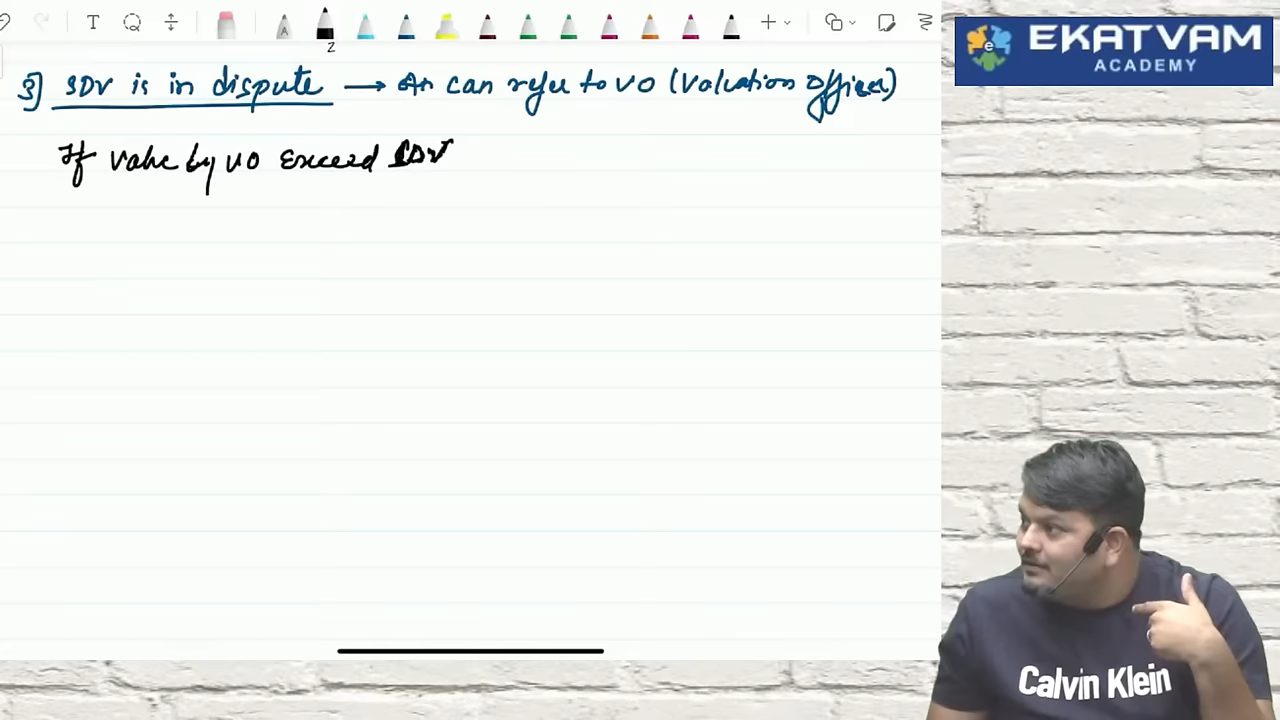 EKATVAM
ACADEMY
3] SDV is in dispute → AO can refer to VO (Valuation Officer)
If value by VO exceed SDV
Calvin Klein
T
A
2